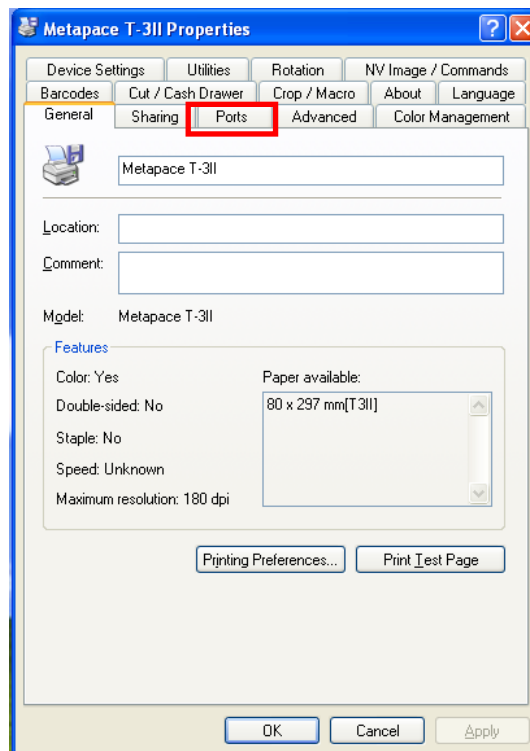 Metapace T-3II Properties
Device Settings Utilities Rotation NV Image / Commands
Barcodes Cut / Cash Drawer Crop / Macro About Language
General Sharing Ports Advanced Color Management
Metapace T-3II
Location:
Comment:
Model: Metapace T-3II
Features
Color: Yes Paper available:
Double-sided: No 80 x 297 mm[T3II]
Staple: No
Speed: Unknown
Maximum resolution: 180 dpi
Printing Preferences... Print Test Page
OK Cancel Apply